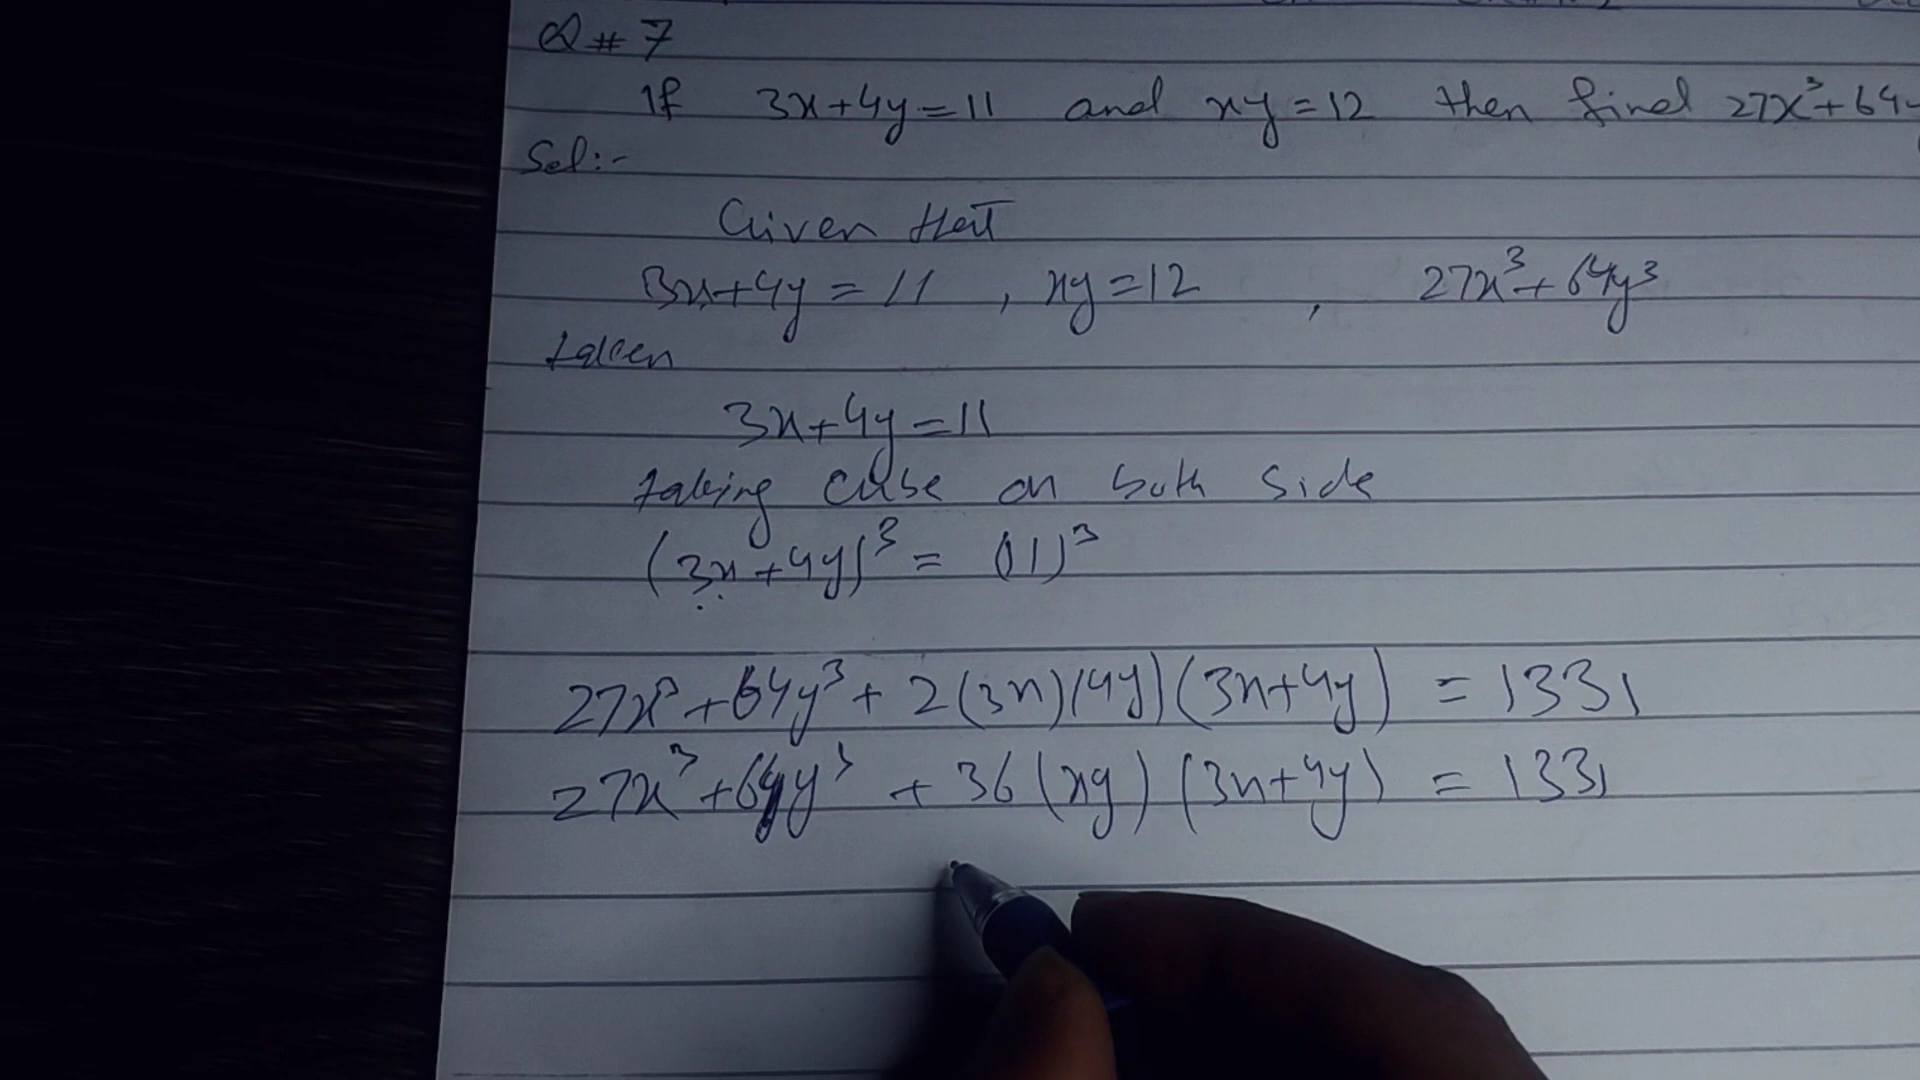 Q # 7
If 3x+4y=11 and xy=12 then find 27x³+64
Sol:-
Given that
3x+4y=11 , xy=12 , 27x³+64y³
taken
3x+4y=11
taking cube on both side
(3x+4y)³ = (11)³
27x³+64y³+2(3x)(4y)(3x+4y) = 1331
27x³+64y³ + 36(xy)(3x+4y) = 1331